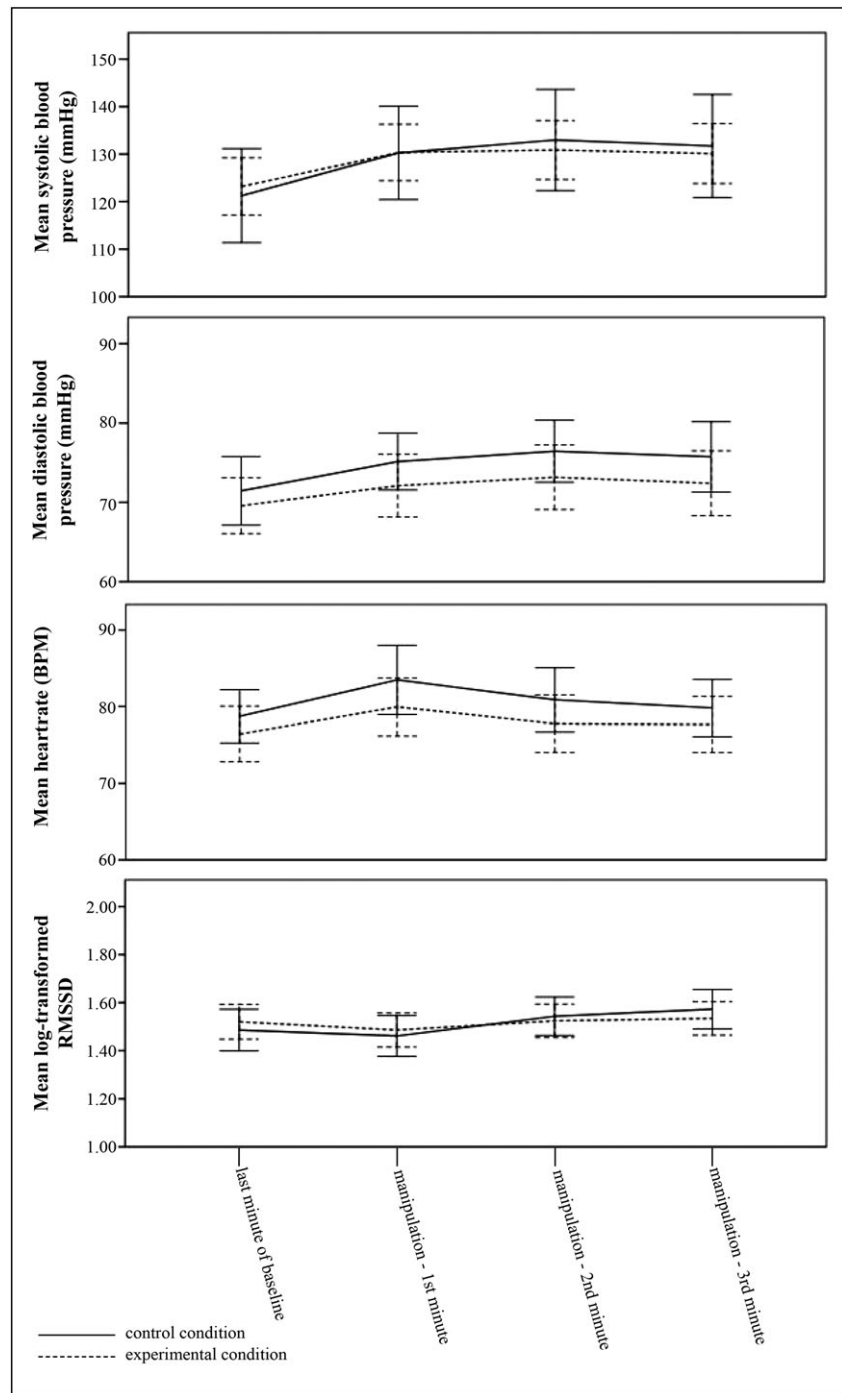 Mean systolic blood
pressure (mmHg)
150
140
130
120
110
100
Mean diastolic blood
pressure (mmHg)
90
80
70
60
Mean heartrate (BPM)
90
80
70
60
Mean log-transformed
RMSSD
2.00
1.80
1.60
1.40
1.20
1.00
last minute of baseline
manipulation - 1st minute
manipulation - 2nd minute
manipulation - 3rd minute
control condition
experimental condition